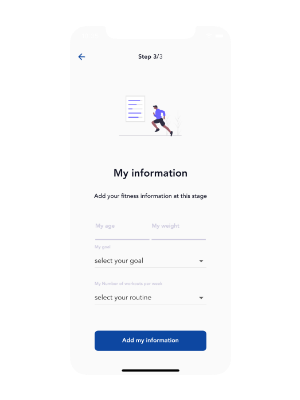 Step 3/3
My information
Add your fitness information at this stage
My age My weight
My goal
select your goal
My Number of workouts per week
select your routine
Add my information